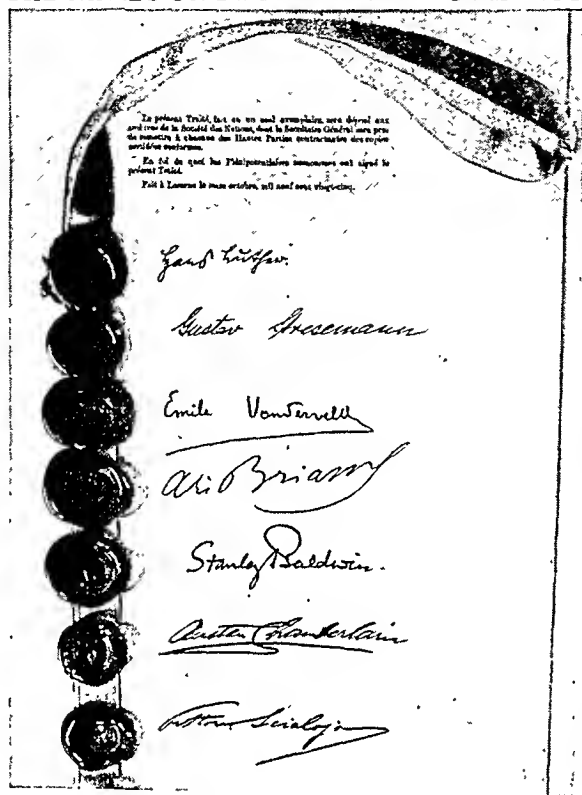 Le présent Traité, fait en un seul exemplaire, sera déposé aux
archives de la Société des Nations, dont le Secrétaire Général sera prié
de remettre à chacune des Hautes Parties contractantes des copies
certifiées conformes.
En foi de quoi les Plénipotentiaires susnommés ont signé le
présent Traité.
Fait à Locarno le seize octobre, mil neuf cent vingt-cinq.
Hans Luther.
Gustav Stresemann
Emile Vandervelde
Ari Briand
Stanley Baldwin.
Austen Chamberlain
Vittorio Scialoja